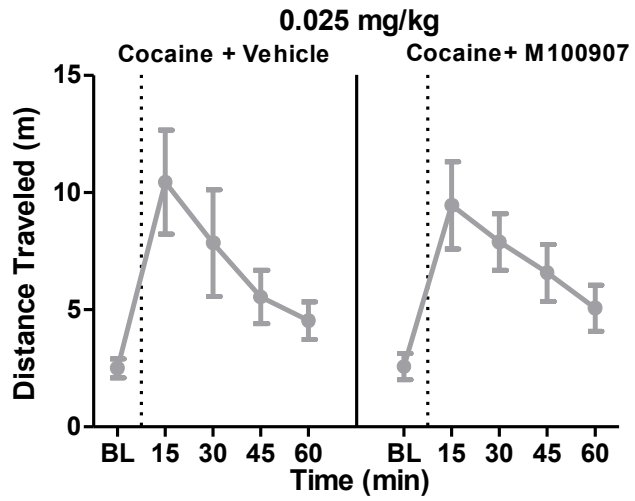 0.025 mg/kg
Cocaine + Vehicle
Cocaine+ M100907
Distance Traveled (m)
15
10
5
0
BL 15 30 45 60
BL 15 30 45 60
Time (min)